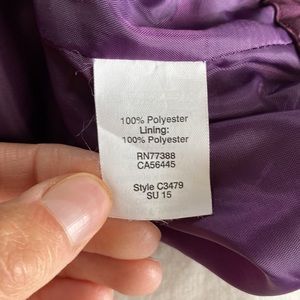 100% Polyester
Lining:
100% Polyester
RN77388
CA56445
Style C3479
SU 15